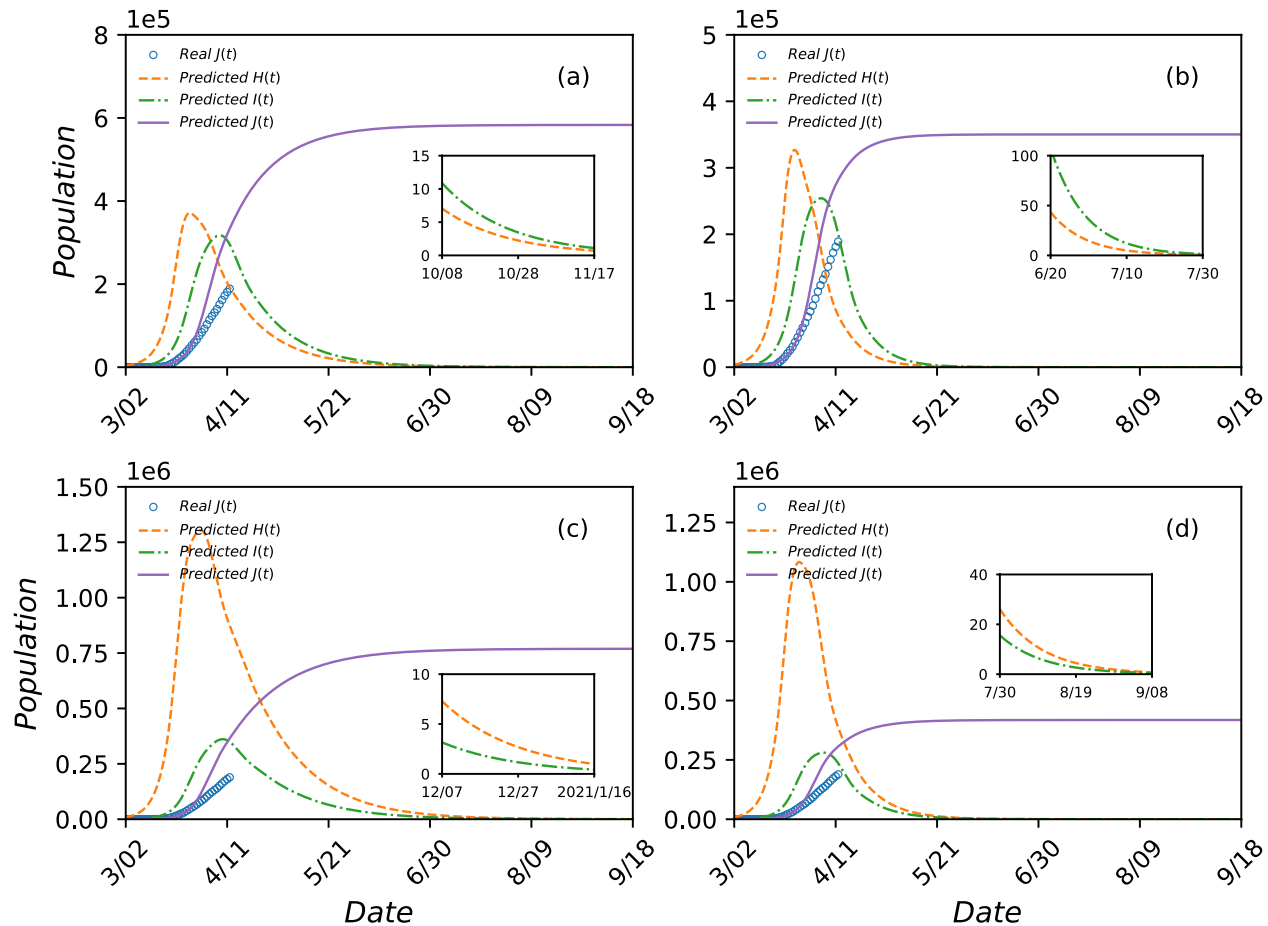 1e5
8
6
4
2
0
Population
Real J(t)
Predicted H(t)
Predicted I(t)
Predicted J(t)
(a)
15
10
5
0
10/08 10/28 11/17
3/02 4/11 5/21 6/30 8/09 9/18
1e5
5
4
3
2
1
0
Real J(t)
Predicted H(t)
Predicted I(t)
Predicted J(t)
(b)
100
50
0
6/20 7/10 7/30
3/02 4/11 5/21 6/30 8/09 9/18
1e6
1.50
1.25
1.00
0.75
0.50
0.25
0.00
Population
Real J(t)
Predicted H(t)
Predicted I(t)
Predicted J(t)
(c)
10
5
0
12/07 12/27 2021/1/16
3/02 4/11 5/21 6/30 8/09 9/18
Date
1e6
1.25
1.00
0.75
0.50
0.25
0.00
Real J(t)
Predicted H(t)
Predicted I(t)
Predicted J(t)
(d)
40
20
0
7/30 8/19 9/08
3/02 4/11 5/21 6/30 8/09 9/18
Date